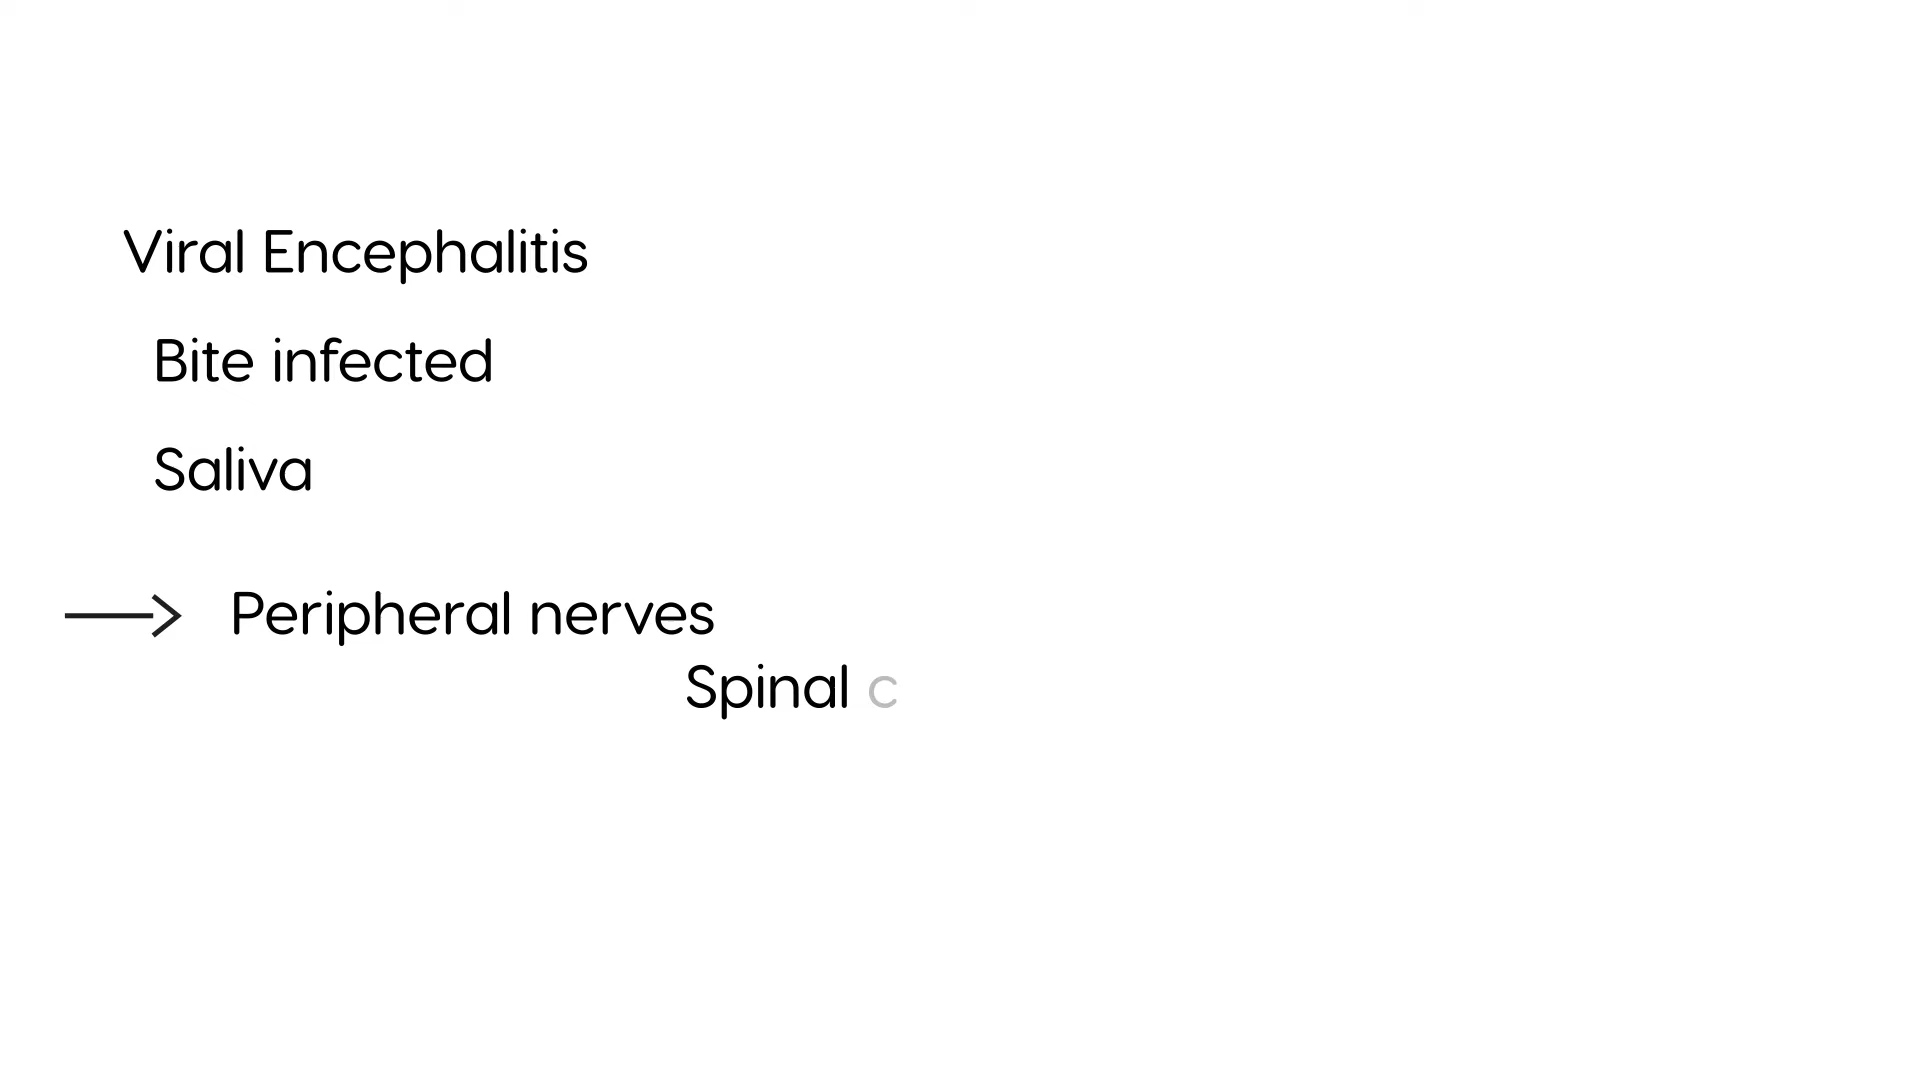 Viral Encephalitis
Bite infected
Saliva
Peripheral nerves
Spinal c